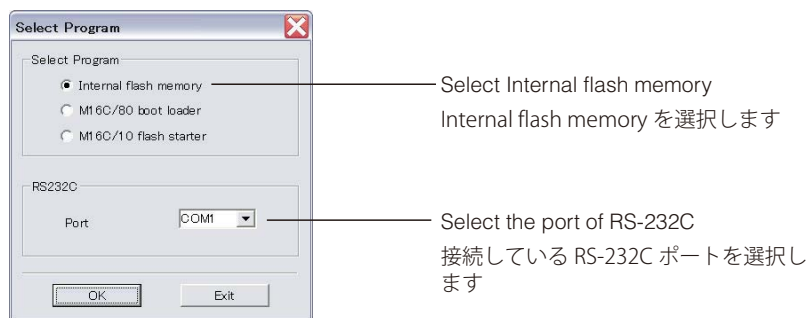 Select Program
Select Program
Internal flash memory
M16C/80 boot loader
M16C/10 flash starter
RS232C
Port
COM1
OK
Exit
Select Internal flash memory
Internal flash memory を選択します
Select the port of RS-232C
接続している RS-232C ポートを選択し
ます